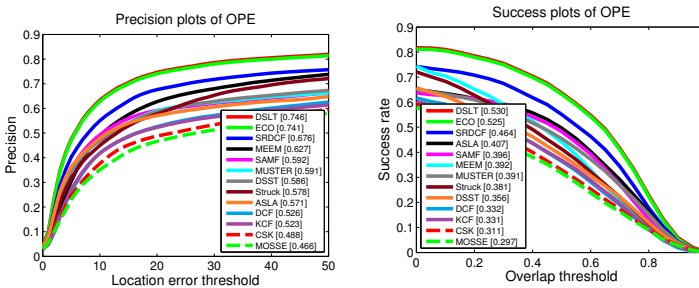 Precision plots of OPE
0.9
0.8
0.7
0.6
0.5
0.4
0.3
0.2
0.1
0
Precision
DSLT [0.746]
ECO [0.741]
SRDCF [0.676]
MEEM [0.627]
SAMF [0.592]
MUSTER [0.591]
DSST [0.586]
Struck [0.578]
ASLA [0.571]
DCF [0.526]
KCF [0.523]
CSK [0.488]
MOSSE [0.466]
0 10 20 30 40 50
Location error threshold
Success plots of OPE
0.9
0.8
0.7
0.6
0.5
0.4
0.3
0.2
0.1
0
Success rate
DSLT [0.530]
ECO [0.525]
SRDCF [0.464]
ASLA [0.407]
SAMF [0.396]
MEEM [0.392]
MUSTER [0.391]
Struck [0.381]
DSST [0.356]
DCF [0.332]
KCF [0.331]
CSK [0.311]
MOSSE [0.297]
0 0.2 0.4 0.6 0.8
Overlap threshold